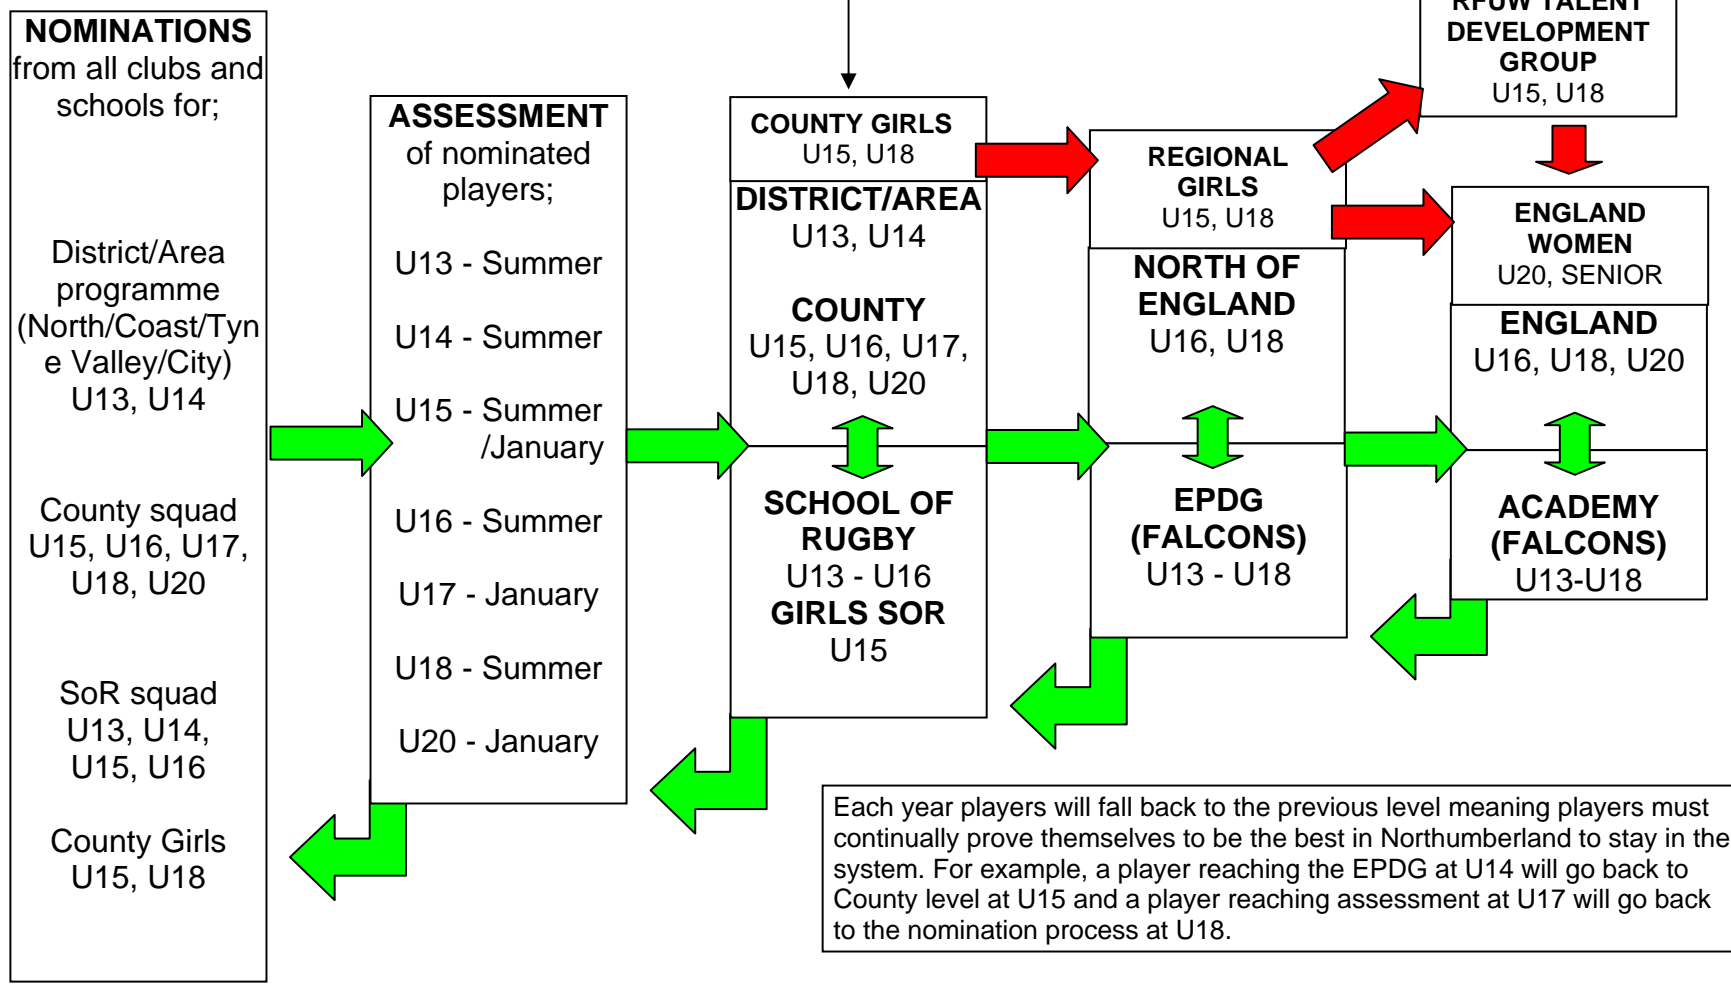 NOMINATIONS
from all clubs and
schools for;
District/Area
programme
(North/Coast/Tyn
e Valley/City)
U13, U14
County squad
U15, U16, U17,
U18, U20
SoR squad
U13, U14,
U15, U16
County Girls
U15, U18
ASSESSMENT
of nominated
players;
U13 - Summer
U14 - Summer
U15 - Summer
/January
U16 - Summer
U17 - January
U18 - Summer
U20 - January
COUNTY GIRLS
U15, U18
DISTRICT/AREA
U13, U14
COUNTY
U15, U16, U17,
U18, U20
SCHOOL OF
RUGBY
U13 - U16
GIRLS SOR
U15
REGIONAL
GIRLS
U15, U18
NORTH OF
ENGLAND
U16, U18
EPDG
(FALCONS)
U13 - U18
RFUW TALENT
DEVELOPMENT
GROUP
U15, U18
ENGLAND
WOMEN
U20, SENIOR
ENGLAND
U16, U18, U20
ACADEMY
(FALCONS)
U13-U18
Each year players will fall back to the previous level meaning players must
continually prove themselves to be the best in Northumberland to stay in the
system. For example, a player reaching the EPDG at U14 will go back to
County level at U15 and a player reaching assessment at U17 will go back
to the nomination process at U18.